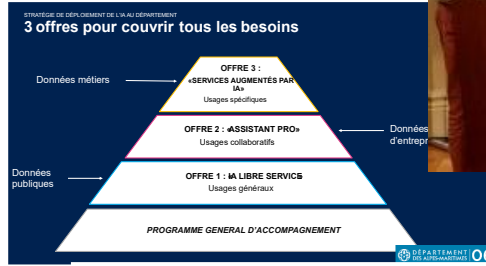 STRATÉGIE DE DÉPLOIEMENT DE L'IA AU DÉPARTEMENT
3 offres pour couvrir tous les besoins
OFFRE 3 :
«SERVICES AUGMENTÉS PAR
IA»
Usages spécifiques
Données métiers
OFFRE 2 : «ASSISTANT PRO»
Usages collaboratifs
Données
d'entrepr
Données
publiques
OFFRE 1 : IA LIBRE SERVICE
Usages généraux
PROGRAMME GENERAL D'ACCOMPAGNEMENT
DÉPARTEMENT
DES ALPES-MARITIMES